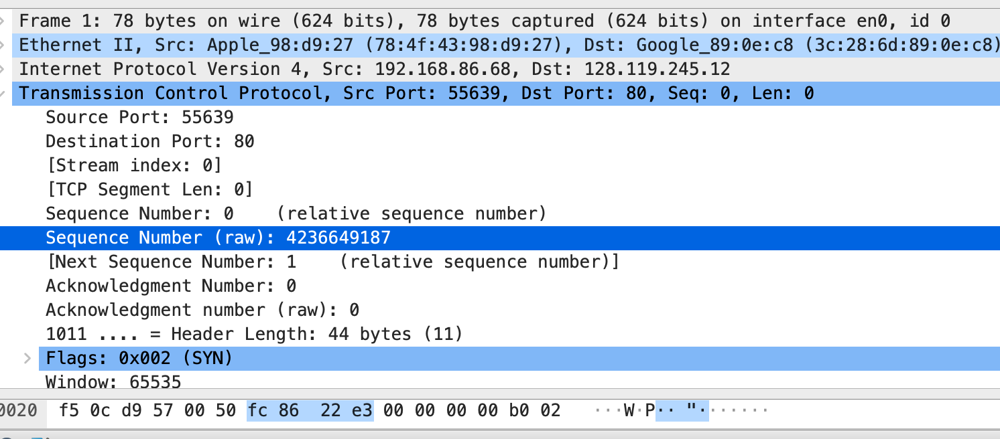 Frame 1: 78 bytes on wire (624 bits), 78 bytes captured (624 bits) on interface en0, id 0
Ethernet II, Src: Apple_98:d9:27 (78:4f:43:98:d9:27), Dst: Google_89:0e:c8 (3c:28:6d:89:0e:c8)
Internet Protocol Version 4, Src: 192.168.86.68, Dst: 128.119.245.12
Transmission Control Protocol, Src Port: 55639, Dst Port: 80, Seq: 0, Len: 0
Source Port: 55639
Destination Port: 80
[Stream index: 0]
[TCP Segment Len: 0]
Sequence Number: 0    (relative sequence number)
Sequence Number (raw): 4236649187
[Next Sequence Number: 1    (relative sequence number)]
Acknowledgment Number: 0
Acknowledgment number (raw): 0
1011 .... = Header Length: 44 bytes (11)
Flags: 0x002 (SYN)
Window: 65535
0020  f5 0c d9 57 00 50 fc 86  22 e3 00 00 00 00 b0 02   ···W·P·· "·······